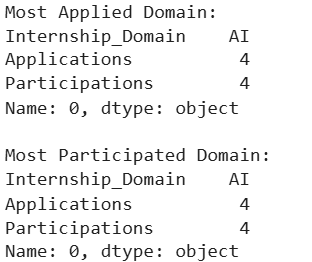 Most Applied Domain:
Internship_Domain    AI
Applications          4
Participations        4
Name: 0, dtype: object

Most Participated Domain:
Internship_Domain    AI
Applications          4
Participations        4
Name: 0, dtype: object